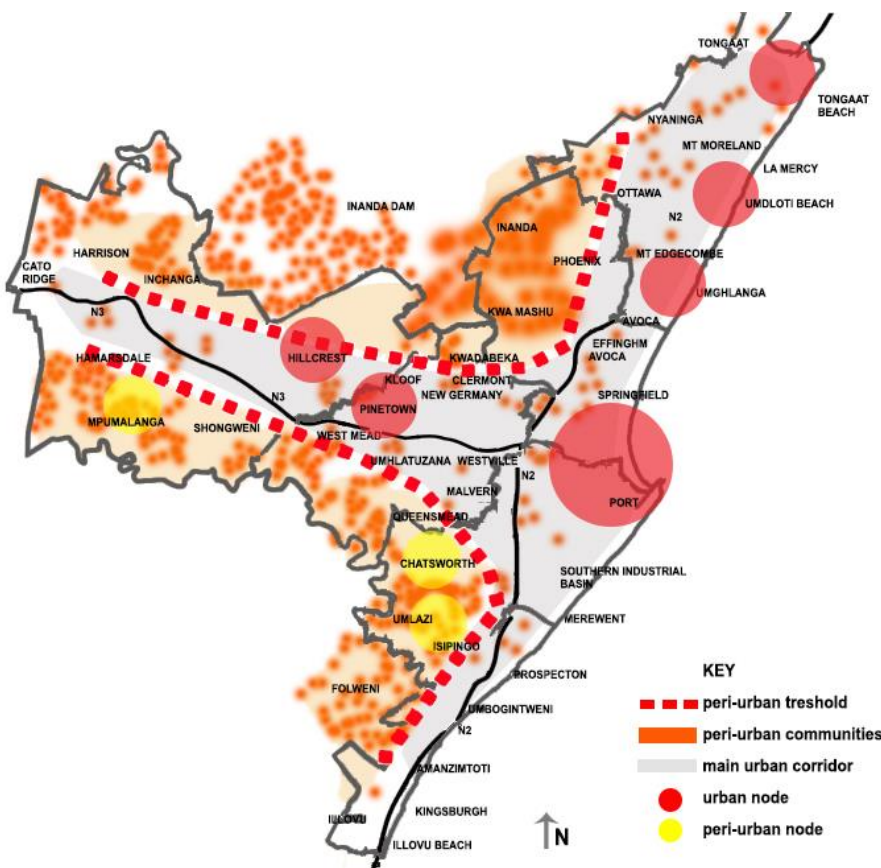 TONGAAT
TONGAAT
BEACH
NYANINGA
MT MORELAND
LA MERCY
OTTAWA
UMDLOTI BEACH
N2
INANDA DAM
INANDA
PHOENIX
MT EDGECOMBE
HARRISON
CATO
RIDGE
INCHANGA
UMGHLANGA
N3
KWA MASHU
AVOCA
EFFINGHM
AVOCA
HAMARSDALE
HILLCREST
KWADABEKA
KLOOF
CLERMONT
NEW GERMANY
SPRINGFIELD
N3
PINETOWN
MPUMALANGA
SHONGWENI
WEST MEAD
UMHLATUZANA
WESTVILLE
N2
MALVERN
PORT
QUEENSMEAD
CHATSWORTH
SOUTHERN INDUSTRIAL
BASIN
UMLAZI
MEREWENT
ISIPINGO
FOLWENI
PROSPECTON
UMBOGINTWENI
N2
AMANZIMTOTI
KINGSBURGH
ILLOVU BEACH
KEY
peri-urban treshold
peri-urban communities
main urban corridor
urban node
peri-urban node
N